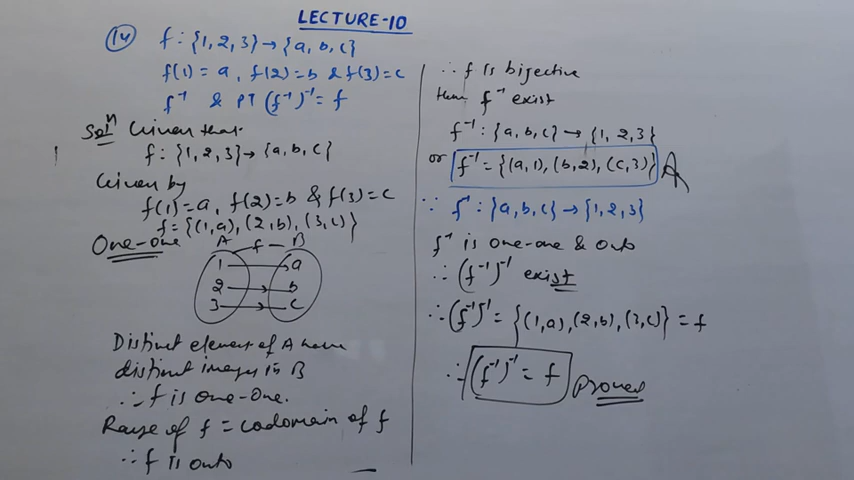 LECTURE-10
(14) f : {1, 2, 3} → {a, b, c}
f(1) = a, f(2) = b & f(3) = c
f⁻¹ & PT (f⁻¹)⁻¹ = f
Solⁿ Given that
f : {1, 2, 3} → {a, b, c}
Given by
f(1) = a, f(2) = b & f(3) = c
f = {(1, a), (2, b), (3, c)}
One-one A f B
1 a
2 b
3 c
Distinct element of A have
distinct images in B
∴ f is one-one.
Range of f = codomain of f
∴ f is onto
∴ f is bijective
then f⁻¹ exist
f⁻¹ : {a, b, c} → {1, 2, 3}
or f⁻¹ = {(a, 1), (b, 2), (c, 3)} A
∵ f⁻¹ : {a, b, c} → {1, 2, 3}
f⁻¹ is one-one & onto
∴ (f⁻¹)⁻¹ exist
∴ (f⁻¹)⁻¹ = {(1, a), (2, b), (3, c)} = f
∴ (f⁻¹)⁻¹ = f Proved